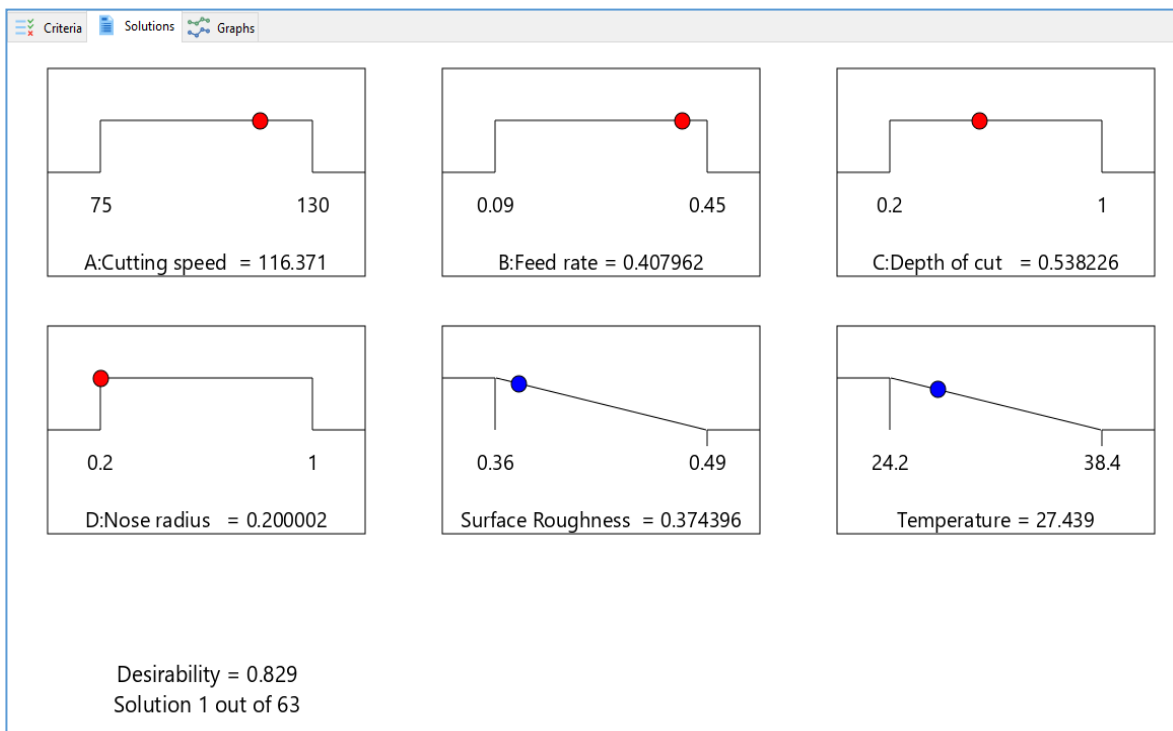 Criteria
Solutions
Graphs
75 130
A:Cutting speed = 116.371
0.09 0.45
B:Feed rate = 0.407962
0.2 1
C:Depth of cut = 0.538226
0.2 1
D:Nose radius = 0.200002
0.36 0.49
Surface Roughness = 0.374396
24.2 38.4
Temperature = 27.439
Desirability = 0.829
Solution 1 out of 63